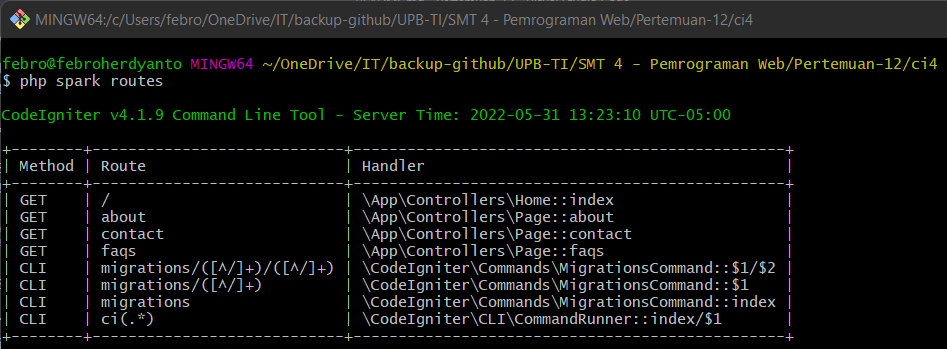 MINGW64:/c/Users/febro/OneDrive/IT/backup-github/UPB-TI/SMT 4 - Pemrograman Web/Pertemuan-12/ci4
febro@febroherdyanto MINGW64 ~/OneDrive/IT/backup-github/UPB-TI/SMT 4 - Pemrograman Web/Pertemuan-12/ci4
$ php spark routes
CodeIgniter v4.1.9 Command Line Tool - Server Time: 2022-05-31 13:23:10 UTC-05:00
+--------+-------------------------+----------------------------------------------+
| Method | Route                   | Handler                                      |
+--------+-------------------------+----------------------------------------------+
| GET    | /                       | \App\Controllers\Home::index                 |
| GET    | about                   | \App\Controllers\Page::about                 |
| GET    | contact                 | \App\Controllers\Page::contact               |
| GET    | faqs                    | \App\Controllers\Page::faqs                  |
| CLI    | migrations/([^/]+)/([^/]+) | \CodeIgniter\Commands\MigrationsCommand::$1/$2 |
| CLI    | migrations/([^/]+)      | \CodeIgniter\Commands\MigrationsCommand::$1  |
| CLI    | migrations              | \CodeIgniter\Commands\MigrationsCommand::index |
| CLI    | ci(.*)                  | \CodeIgniter\CLI\CommandRunner::index/$1     |
+--------+-------------------------+----------------------------------------------+